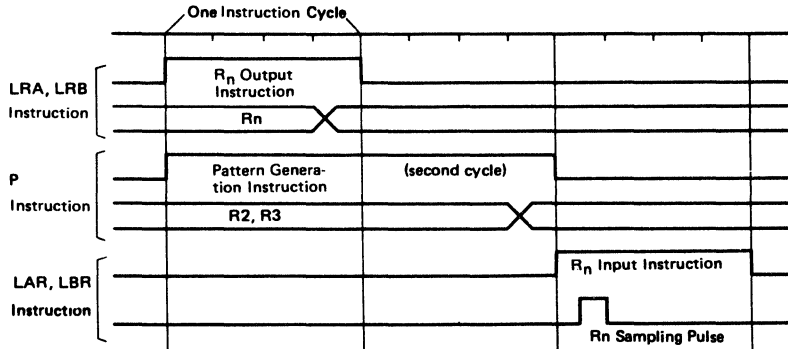 One Instruction Cycle
LRA, LRB
Instruction
Rn Output
Instruction
Rn
P
Instruction
Pattern Genera-
tion Instruction
(second cycle)
R2, R3
LAR, LBR
Instruction
Rn Input Instruction
Rn Sampling Pulse